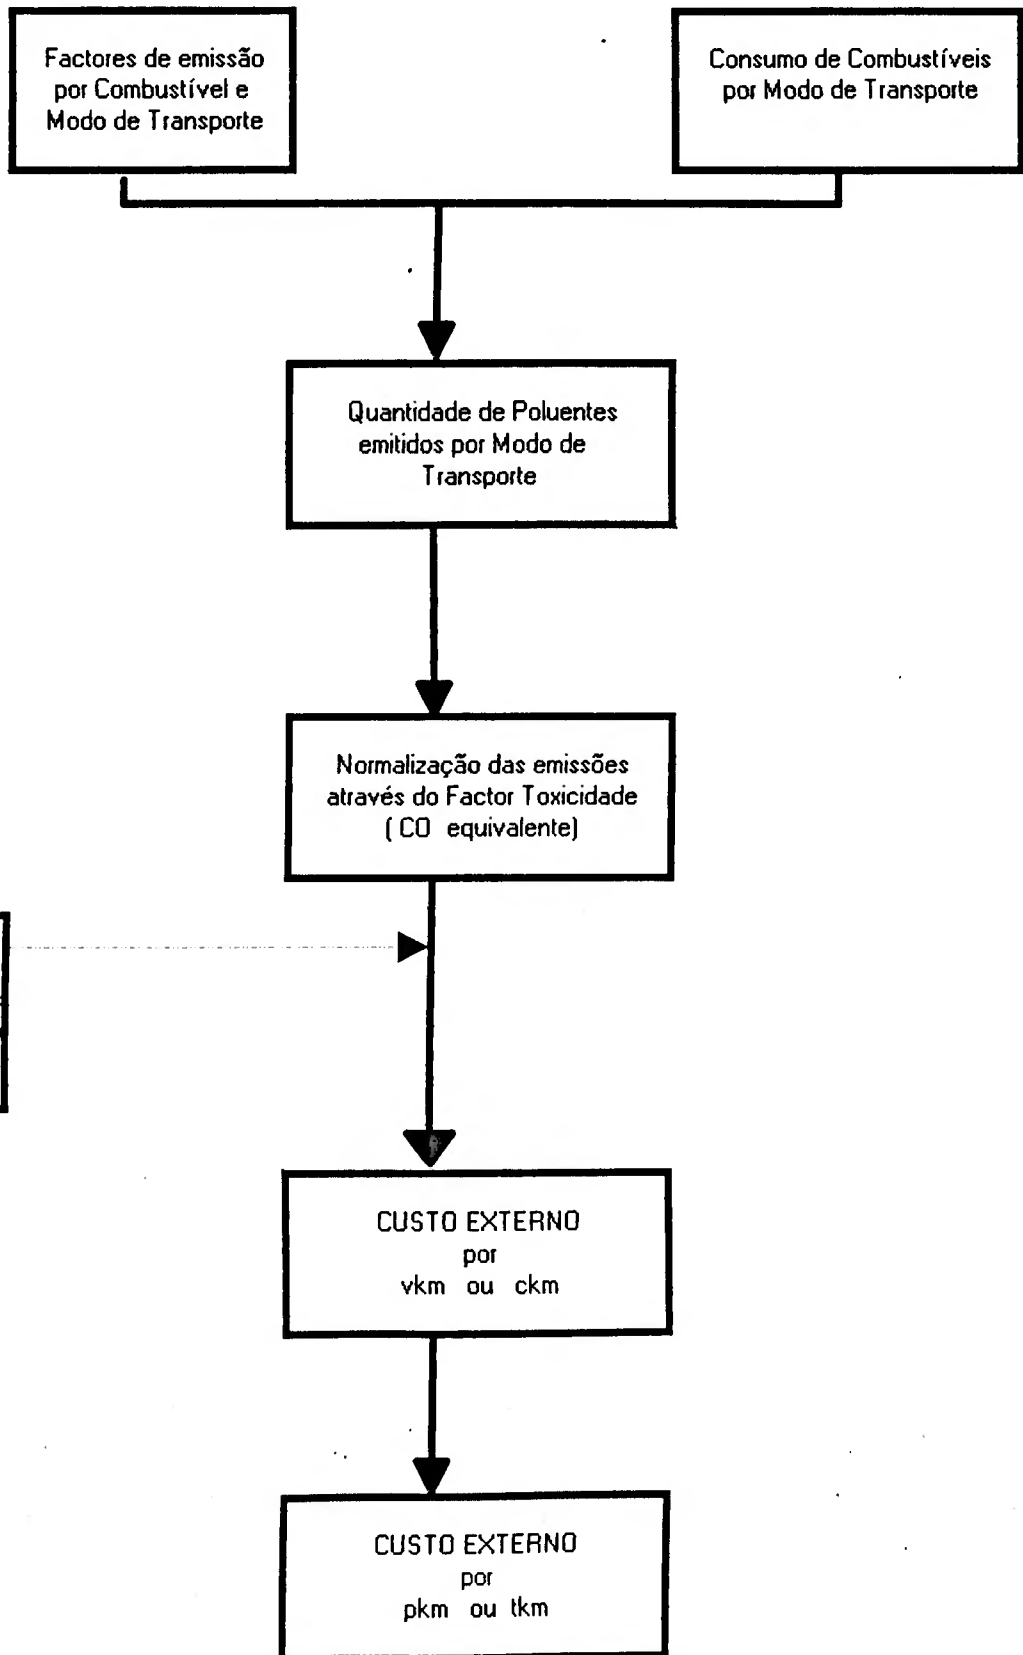 Factores de emissão
por Combustível e
Modo de Transporte
Consumo de Combustíveis
por Modo de Transporte
Quantidade de Poluentes
emitidos por Modo de
Transporte
Normalização das emissões
através do Factor Toxicidade
( CO equivalente)
CUSTO EXTERNO
por
vkm ou ckm
CUSTO EXTERNO
por
pkm ou tkm